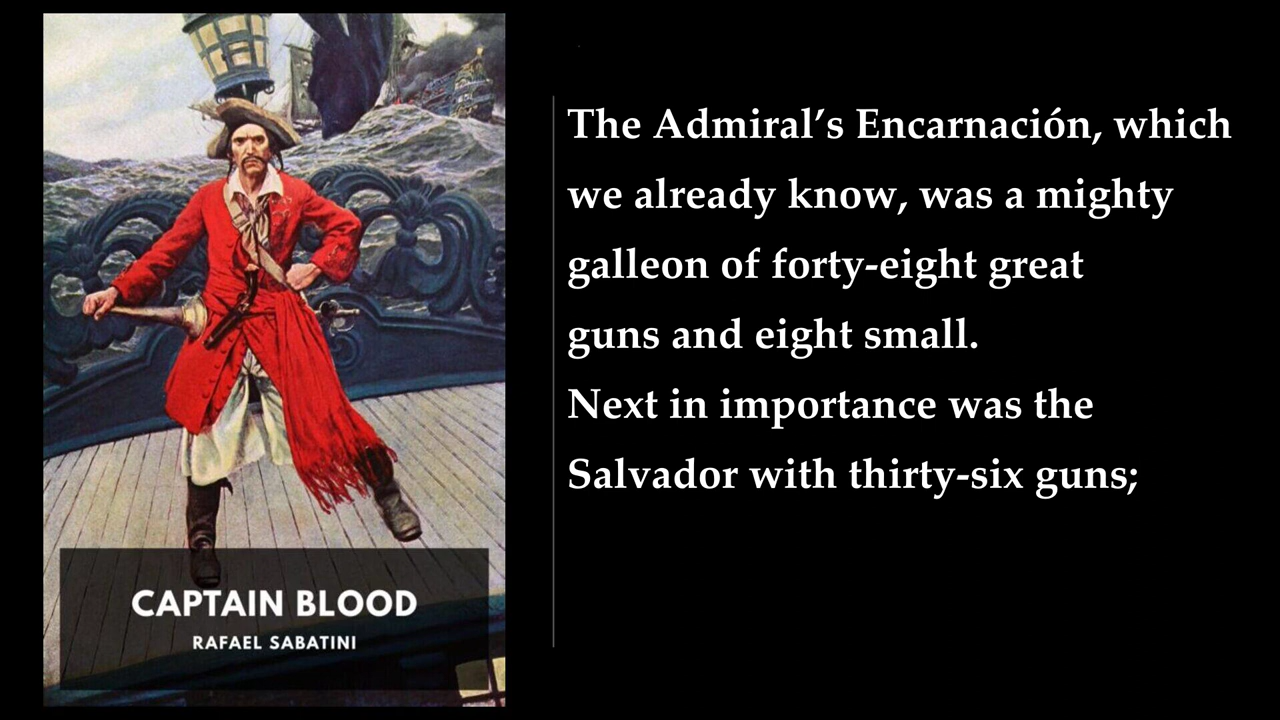 CAPTAIN BLOOD
RAFAEL SABATINI
The Admiral’s Encarnación, which
we already know, was a mighty
galleon of forty-eight great
guns and eight small.
Next in importance was the
Salvador with thirty-six guns;